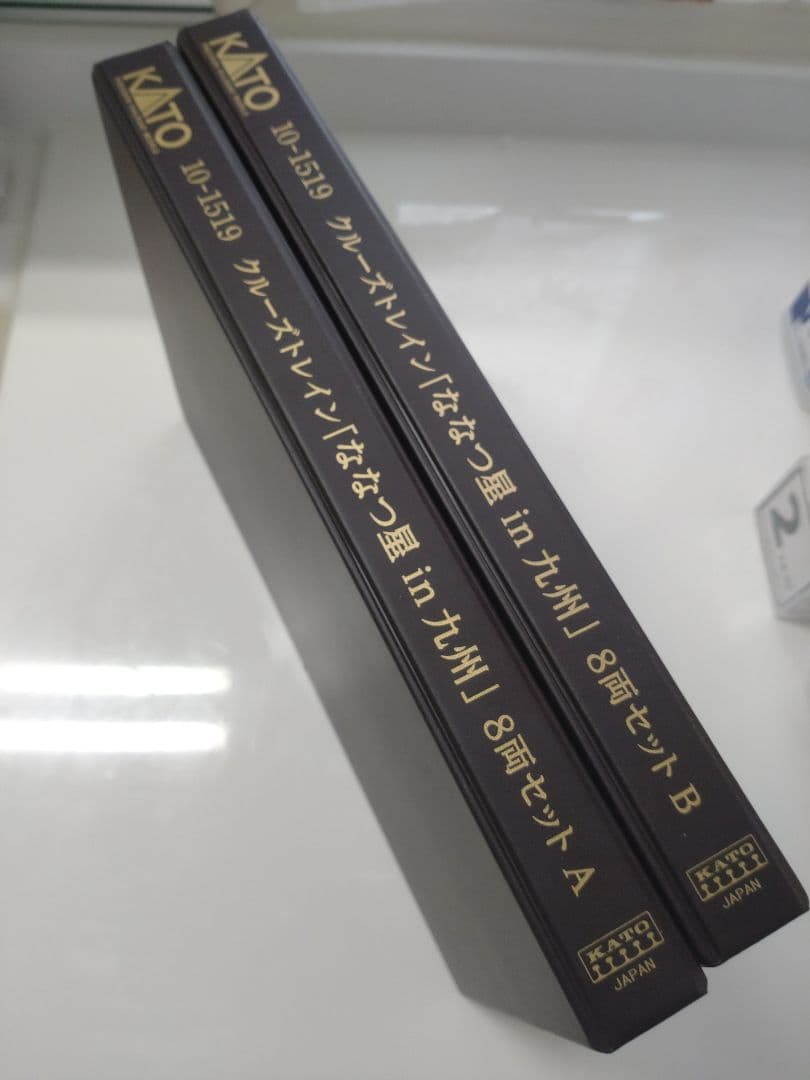 KATO 10-1519 クルーズトレイン「ななつ星 in 九州」 8両セット A
KATO
JAPAN
KATO 10-1519 クルーズトレイン「ななつ星 in 九州」 8両セット B
KATO
JAPAN
2